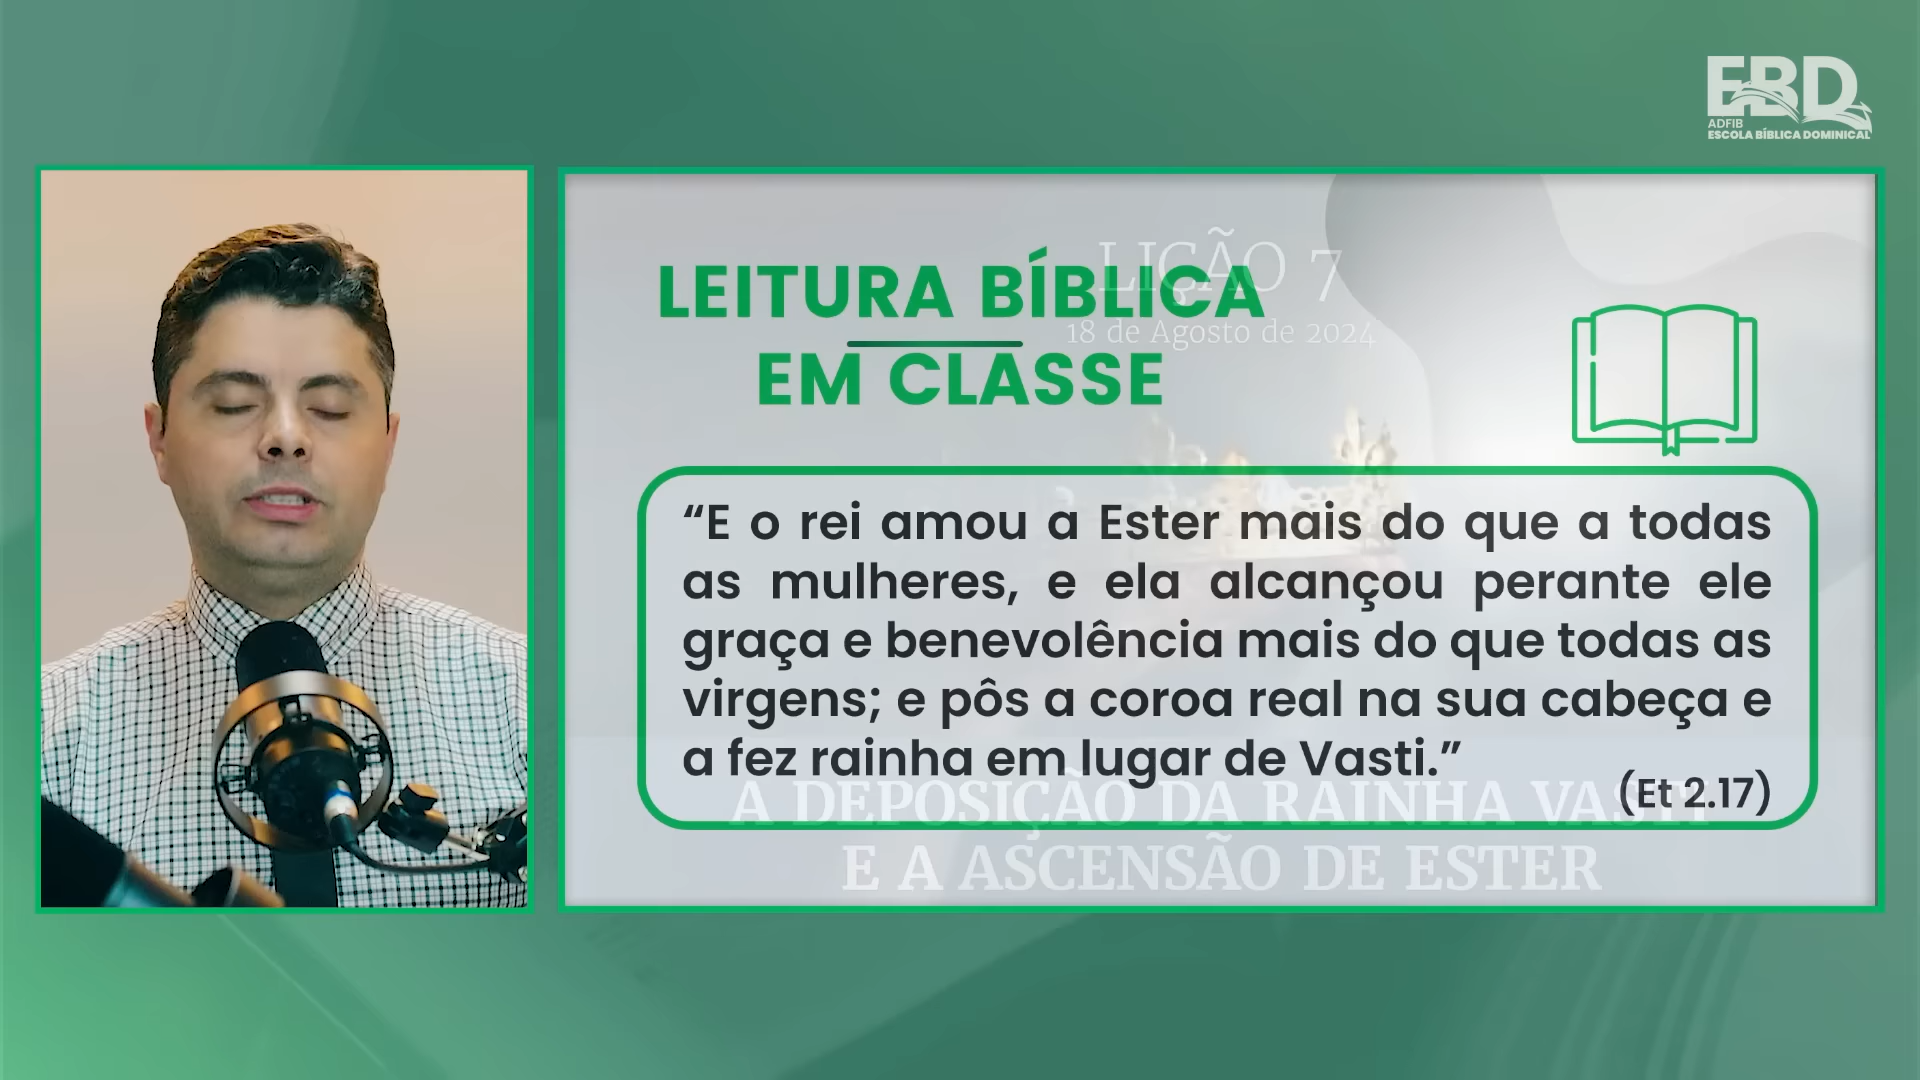 EBD
ADFIB
ESCOLA BÍBLICA DOMINICAL
LIÇÃO 7
18 de Agosto de 2024
LEITURA BÍBLICA
EM CLASSE
“E o rei amou a Ester mais do que a todas
as mulheres, e ela alcançou perante ele
graça e benevolência mais do que todas as
virgens; e pôs a coroa real na sua cabeça e
a fez rainha em lugar de Vasti.”
(Et 2.17)
A DEPOSIÇÃO DA RAINHA VASTI
E A ASCENSÃO DE ESTER